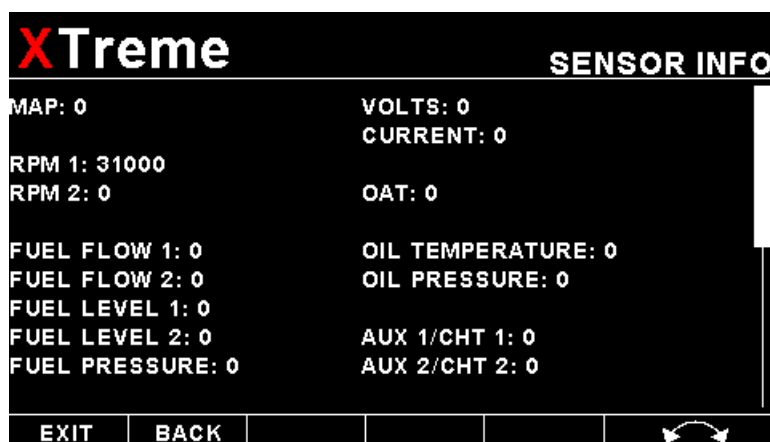 XTreme
SENSOR INFO
MAP: 0
VOLTS: 0
CURRENT: 0
RPM 1: 31000
RPM 2: 0
OAT: 0
FUEL FLOW 1: 0
OIL TEMPERATURE: 0
FUEL FLOW 2: 0
OIL PRESSURE: 0
FUEL LEVEL 1: 0
FUEL LEVEL 2: 0
AUX 1/CHT 1: 0
FUEL PRESSURE: 0
AUX 2/CHT 2: 0
EXIT
BACK